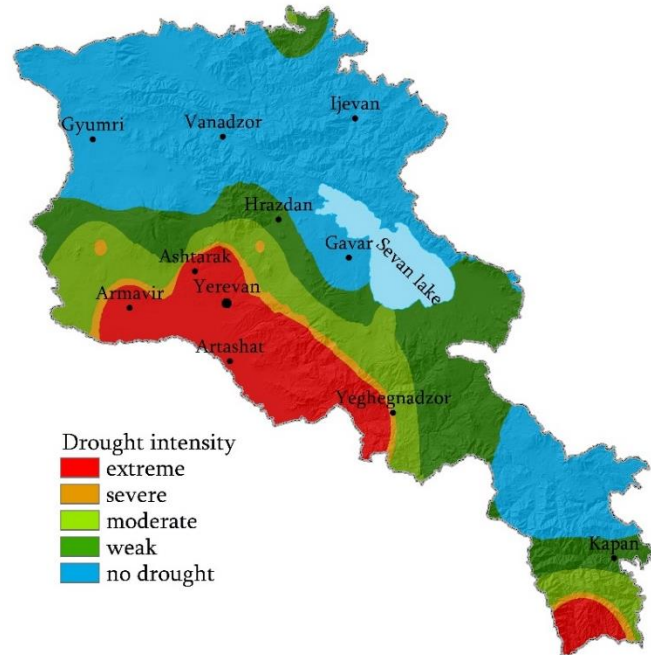 Ijevan
Gyumri
Vanadzor
Hrazdan
Gavar
Sevan lake
Ashtarak
Armavir
Yerevan
Artashat
Yeghegnadzor
Drought intensity
extreme
severe
moderate
weak
no drought
Kapan